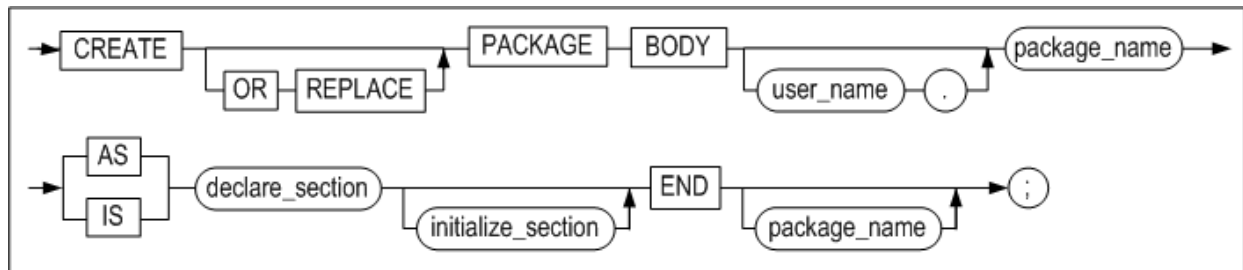 CREATE PACKAGE BODY package_name
OR REPLACE user_name .
AS
declare_section END ;
IS initialize_section package_name